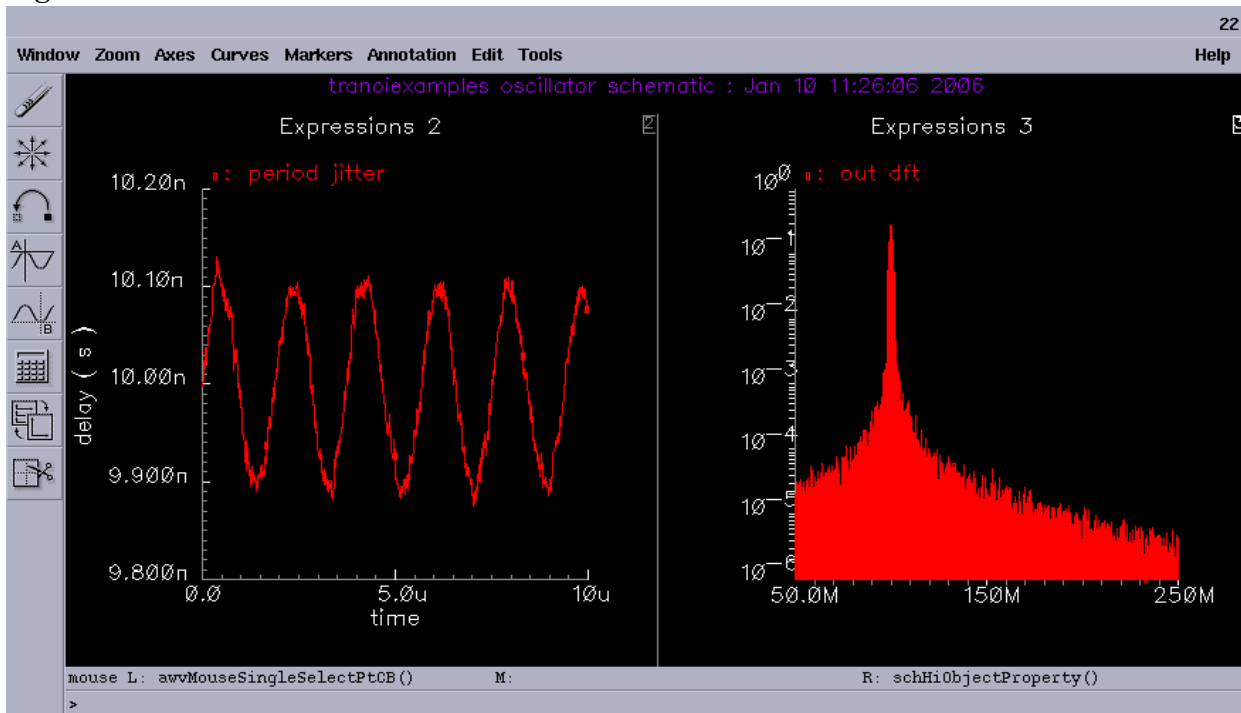 22
Window Zoom Axes Curves Markers Annotation Edit Tools Help
tranoiexamples oscillator schematic : Jan 10 11:26:06 2006
Expressions 2
2
period jitter
10.20n
10.10n
10.00n
9.900n
9.800n
delay ( s )
0.0 5.0u 10u
time
Expressions 3
3
out dft
10^0
10^-1
10^-2
10^-3
10^-4
10^-5
10^-6
50.0M 150M 250M
A
B
mouse L: awvMouseSingleSelectPtCB() M: R: schHiObjectProperty()
>